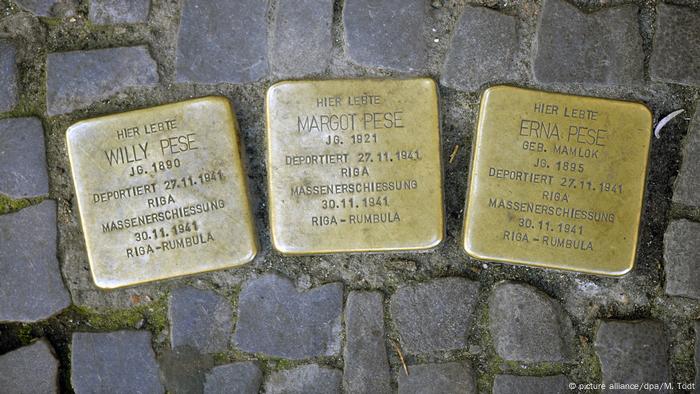 HIER LEBTE
WILLY PESE
JG. 1890
DEPORTIERT 27.11.1941
RIGA
MASSENERSCHIESSUNG
30.11.1941
RIGA-RUMBULA
HIER LEBTE
MARGOT PESE
JG. 1921
DEPORTIERT 27.11.1941
RIGA
MASSENERSCHIESSUNG
30.11.1941
RIGA-RUMBULA
HIER LEBTE
ERNA PESE
GEB. MAMLOK
JG. 1895
DEPORTIERT 27.11.1941
RIGA
MASSENERSCHIESSUNG
30.11.1941
RIGA-RUMBULA
© picture alliance/dpa/M. Tödt